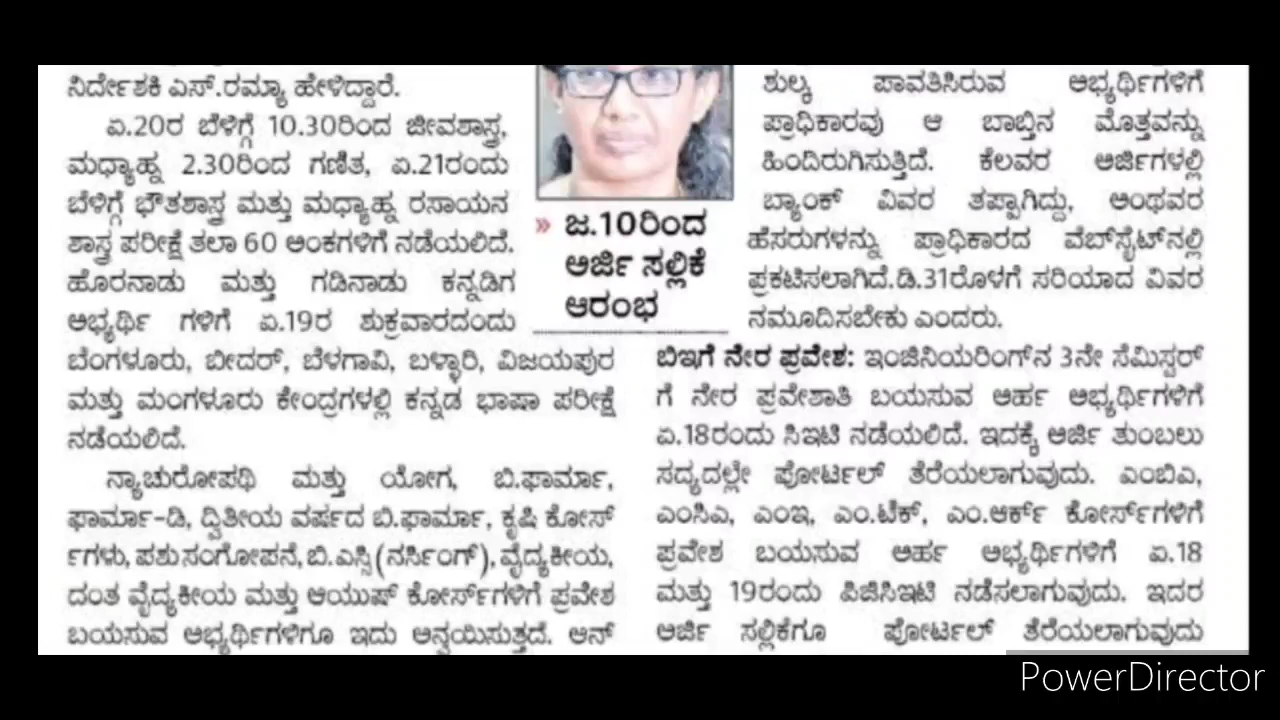 ನಿರ್ದೇಶಕಿ ಎಸ್.ರಮ್ಯಾ ಹೇಳಿದ್ದಾರೆ.
ಏ.20ರ ಬೆಳಿಗ್ಗೆ 10.30ರಿಂದ ಜೀವಶಾಸ್ತ್ರ,
ಮಧ್ಯಾಹ್ನ 2.30ರಿಂದ ಗಣಿತ, ಏ.21ರಂದು
ಬೆಳಿಗ್ಗೆ ಭೌತಶಾಸ್ತ್ರ ಮತ್ತು ಮಧ್ಯಾಹ್ನ ರಸಾಯನ
ಶಾಸ್ತ್ರ ಪರೀಕ್ಷೆ ತಲಾ 60 ಅಂಕಗಳಿಗೆ ನಡೆಯಲಿದೆ.
ಹೊರನಾಡು ಮತ್ತು ಗಡಿನಾಡು ಕನ್ನಡಿಗ
ಅಭ್ಯರ್ಥಿ ಗಳಿಗೆ ಏ.19ರ ಶುಕ್ರವಾರದಂದು
ಬೆಂಗಳೂರು, ಬೀದರ್, ಬೆಳಗಾವಿ, ಬಳ್ಳಾರಿ, ವಿಜಯಪುರ
ಮತ್ತು ಮಂಗಳೂರು ಕೇಂದ್ರಗಳಲ್ಲಿ ಕನ್ನಡ ಭಾಷಾ ಪರೀಕ್ಷೆ
ನಡೆಯಲಿದೆ.
ನ್ಯಾಚುರೋಪಥಿ ಮತ್ತು ಯೋಗ, ಬಿ.ಫಾರ್ಮಾ,
ಫಾರ್ಮಾ-ಡಿ, ದ್ವಿತೀಯ ವರ್ಷದ ಬಿ.ಫಾರ್ಮಾ, ಕೃಷಿ ಕೋರ್ಸ್
ಗಳು, ಪಶು ಸಂಗೋಪನೆ, ಬಿ.ಎಸ್ಸಿ (ನರ್ಸಿಂಗ್), ವೈದ್ಯಕೀಯ,
ದಂತ ವೈದ್ಯಕೀಯ ಮತ್ತು ಆಯುಷ್ ಕೋರ್ಸ್‌ಗಳಿಗೆ ಪ್ರವೇಶ
ಬಯಸುವ ಅಭ್ಯರ್ಥಿಗಳಿಗೂ ಇದು ಅನ್ವಯಿಸುತ್ತದೆ. ಆನ್
» ಜ.10ರಿಂದ
ಅರ್ಜಿ ಸಲ್ಲಿಕೆ
ಆರಂಭ
ಶುಲ್ಕ ಪಾವತಿಸಿರುವ ಅಭ್ಯರ್ಥಿಗಳಿಗೆ
ಪ್ರಾಧಿಕಾರವು ಆ ಬಾಬ್ತಿನ ಮೊತ್ತವನ್ನು
ಹಿಂದಿರುಗಿಸುತ್ತಿದೆ. ಕೆಲವರ ಅರ್ಜಿಗಳಲ್ಲಿ
ಬ್ಯಾಂಕ್ ವಿವರ ತಪ್ಪಾಗಿದ್ದು, ಅಂಥವರ
ಹೆಸರುಗಳನ್ನು ಪ್ರಾಧಿಕಾರದ ವೆಬ್‌ಸೈಟ್‌ನಲ್ಲಿ
ಪ್ರಕಟಿಸಲಾಗಿದೆ.ಡಿ.31ರೊಳಗೆ ಸರಿಯಾದ ವಿವರ
ನಮೂದಿಸಬೇಕು ಎಂದರು.
ಬಿಇಗೆ ನೇರ ಪ್ರವೇಶ: ಇಂಜಿನಿಯರಿಂಗ್‌ನ 3ನೇ ಸೆಮಿಸ್ಟರ್
ಗೆ ನೇರ ಪ್ರವೇಶಾತಿ ಬಯಸುವ ಅರ್ಹ ಅಭ್ಯರ್ಥಿಗಳಿಗೆ
ಏ.18ರಂದು ಸಿಇಟಿ ನಡೆಯಲಿದೆ. ಇದಕ್ಕೆ ಅರ್ಜಿ ತುಂಬಲು
ಸದ್ಯದಲ್ಲೇ ಪೋರ್ಟಲ್ ತೆರೆಯಲಾಗುವುದು. ಎಂಬಿಎ,
ಎಂಸಿಎ, ಎಂಇ, ಎಂ.ಟೆಕ್, ಎಂ.ಆರ್ಕ್ ಕೋರ್ಸ್‌ಗಳಿಗೆ
ಪ್ರವೇಶ ಬಯಸುವ ಅರ್ಹ ಅಭ್ಯರ್ಥಿಗಳಿಗೆ ಏ.18
ಮತ್ತು 19ರಂದು ಪಿಜಿಸಿಇಟಿ ನಡೆಸಲಾಗುವುದು. ಇದರ
ಅರ್ಜಿ ಸಲ್ಲಿಕೆಗೂ ಪೋರ್ಟಲ್ ತೆರೆಯಲಾಗುವುದು
PowerDirector